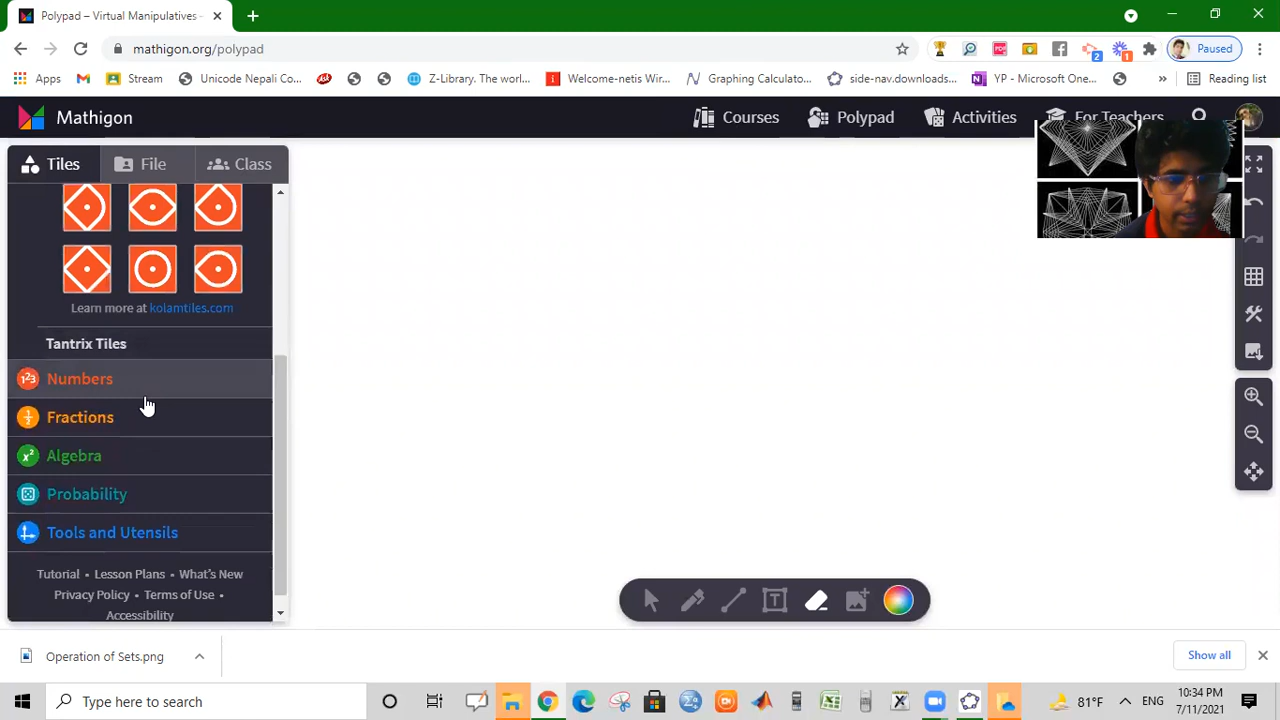 Polypad – Virtual Manipulatives -
mathigon.org/polypad
Paused
Apps
Stream
Unicode Nepali Co...
Z-Library. The worl...
Welcome-netis Wir...
Graphing Calculato...
side-nav.downloads...
YP - Microsoft One...
Reading list
PDF
2
1
Mathigon
Courses
Polypad
Activities
For Teachers
Tiles
File
Class
Learn more at kolamtiles.com
Tantrix Tiles
Numbers
Fractions
Algebra
Probability
Tools and Utensils
Tutorial • Lesson Plans • What's New
Privacy Policy • Terms of Use •
Accessibility
Operation of Sets.png
Show all
Type here to search
81°F
ENG
10:34 PM
7/11/2021